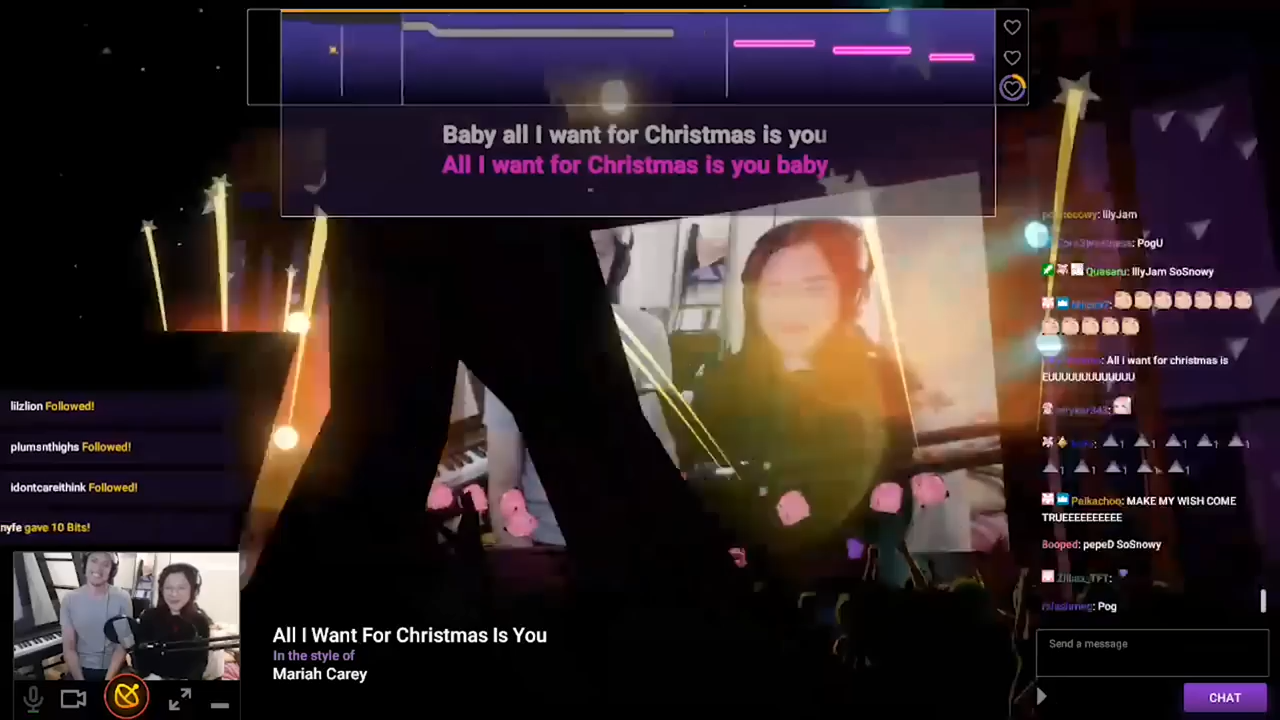 Baby all I want for Christmas is you
All I want for Christmas is you baby
lilyJam
: PogU
Quasaru: lilyJam SoSnowy
: All i want for christmas is
EUUUUUUUUUUUUU
Peikachoo: MAKE MY WISH COME
TRUEEEEEEEEEE
Booped: pepeD SoSnowy
Zillax_TFT:
: Pog
Send a message
CHAT
lilzlion Followed!
plumsnthighs Followed!
idontcareithink Followed!
nyfe gave 10 Bits!
All I Want For Christmas Is You
In the style of
Mariah Carey